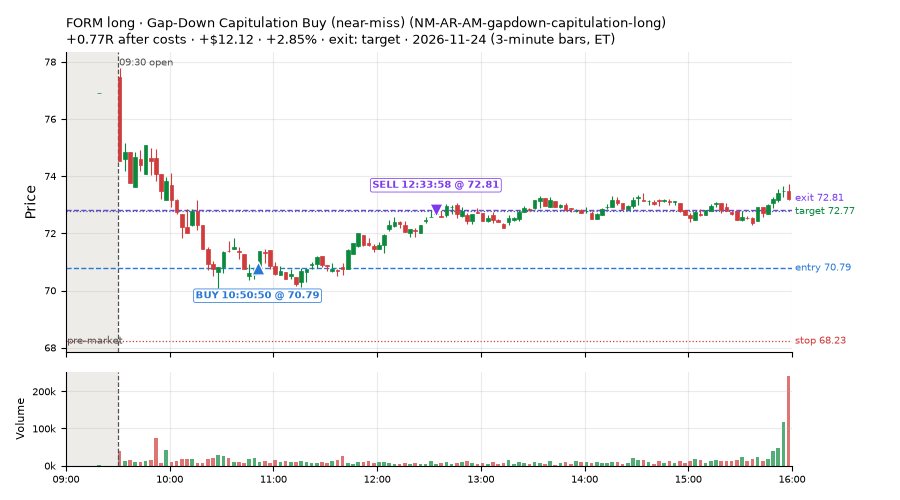 FORM long · Gap-Down Capitulation Buy (near-miss) (NM-AR-AM-gapdown-capitulation-long)
+0.77R after costs · +$12.12 · +2.85% · exit: target · 2026-11-24 (3-minute bars, ET)
09:30 open
78
76
74
72
70
68
Price
SELL 12:33:58 @ 72.81
exit 72.81
target 72.77
entry 70.79
BUY 10:50:50 @ 70.79
pre-market
stop 68.23
200k
100k
0k
Volume
09:00
10:00
11:00
12:00
13:00
14:00
15:00
16:00